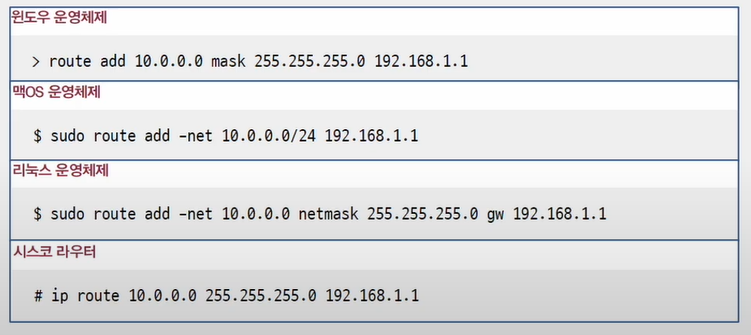 윈도우 운영체제
> route add 10.0.0.0 mask 255.255.255.0 192.168.1.1
맥OS 운영체제
$ sudo route add -net 10.0.0.0/24 192.168.1.1
리눅스 운영체제
$ sudo route add -net 10.0.0.0 netmask 255.255.255.0 gw 192.168.1.1
시스코 라우터
# ip route 10.0.0.0 255.255.255.0 192.168.1.1